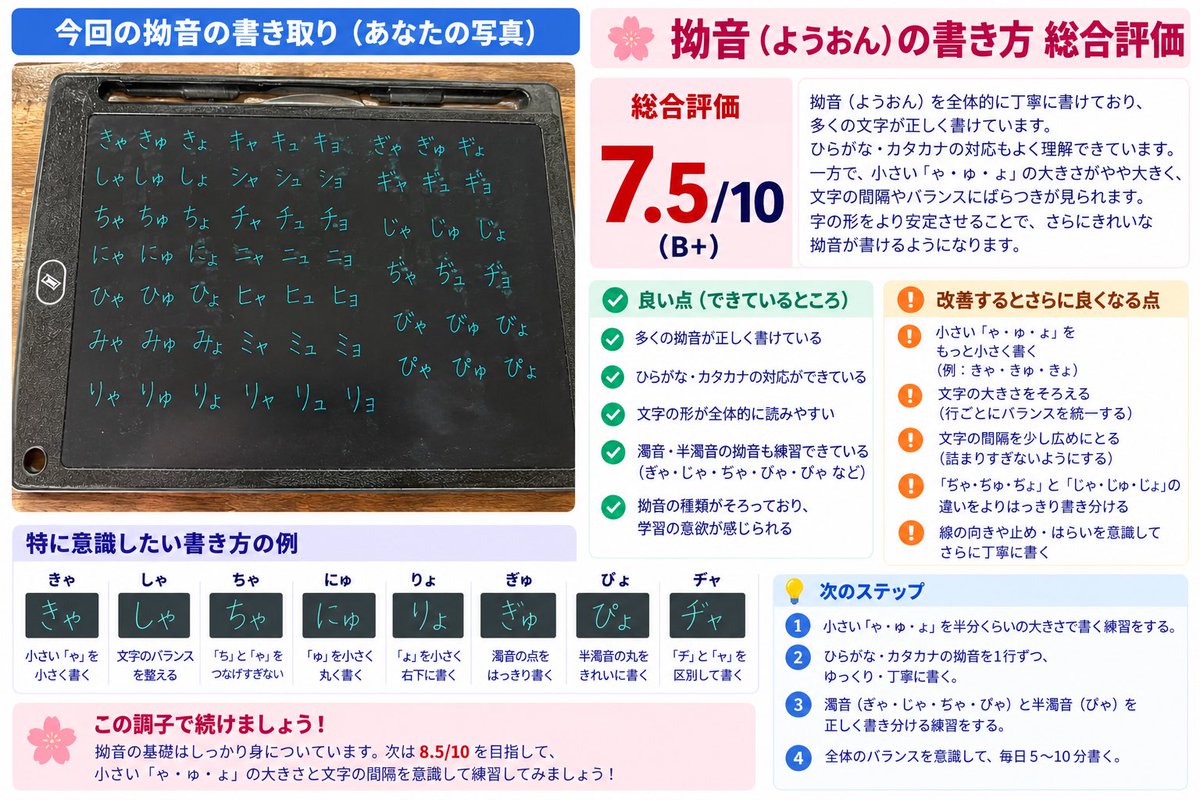 今回の拗音の書き取り（あなたの写真）
きゃ きゅ きょ キャ キュ キョ ぎゃ ぎゅ ギょ
しゃ しゅ しょ シャ シュ ショ ギャ ギュ ギョ
ちゃ ちゅ ちょ チャ チュ チョ じゃ じゅ じょ
にゃ にゅ にょ ニャ ニュ ニョ ぢゃ ぢュ ヂョ
ひゃ ひゅ ひょ ヒャ ヒュ ヒョ びゃ びゅ びょ
みゃ みゅ みょ ミャ ミュ ミョ ぴゃ ぴゅ ぴょ
りゃ りゅ りょ リャ リュ リョ
特に意識したい書き方の例
きゃ しゃ ちゃ にゅ りょ ぎゅ ぴょ ヂャ
きゃ しゃ ちゃ にゅ りょ ぎゅ ぴょ ヂャ
小さい「ゃ」を
小さく書く
文字のバランス
を整える
「ち」と「ゃ」を
つなげすぎない
「ゅ」を小さく
丸く書く
「ょ」を小さく
右下に書く
濁音の点を
はっきり書く
半濁音の丸を
きれいに書く
「ヂ」と「ャ」を
区別して書く
この調子で続けましょう！
拗音の基礎はしっかり身についています。次は 8.5/10 を目指して、
小さい「ゃ・ゅ・ょ」の大きさと文字の間隔を意識して練習してみましょう！
拗音（ようおん）の書き方 総合評価
総合評価
7.5/10
（B+）
拗音（ようおん）を全体的に丁寧に書けており、
多くの文字が正しく書けています。
ひらがな・カタカナの対応もよく理解できています。
一方で、小さい「ゃ・ゅ・ょ」の大きさがやや大きく、
文字の間隔やバランスにばらつきが見られます。
字の形をより安定させることで、さらにきれいな
拗音が書けるようになります。
良い点（できているところ）
多くの拗音が正しく書けている
ひらがな・カタカナの対応ができている
文字の形が全体的に読みやすい
濁音・半濁音の拗音も練習できている
（ぎゃ・じゃ・ぢゃ・びゃ・ぴゃ など）
拗音の種類がそろっており、
学習の意欲が感じられる
改善するとさらに良くなる点
小さい「ゃ・ゅ・ょ」を
もっと小さく書く
（例：きゃ・きゅ・きょ）
文字の大きさをそろえる
（行ごとにバランスを統一する）
文字の間隔を少し広めにとる
（詰まりすぎないようにする）
「ぢゃ・ぢゅ・ぢょ」と「じゃ・じゅ・じょ」の
違いをよりはっきり書き分ける
線の向きや止め・はらいを意識して
さらに丁寧に書く
次のステップ
1 小さい「ゃ・ゅ・ょ」を半分くらいの大きさで書く練習をする。
2 ひらがな・カタカナの拗音を1行ずつ、
ゆっくり・丁寧に書く。
3 濁音（ぎゃ・じゃ・ぢゃ・びゃ）と半濁音（ぴゃ）を
正しく書き分ける練習をする。
4 全体のバランスを意識して、毎日5〜10分書く。